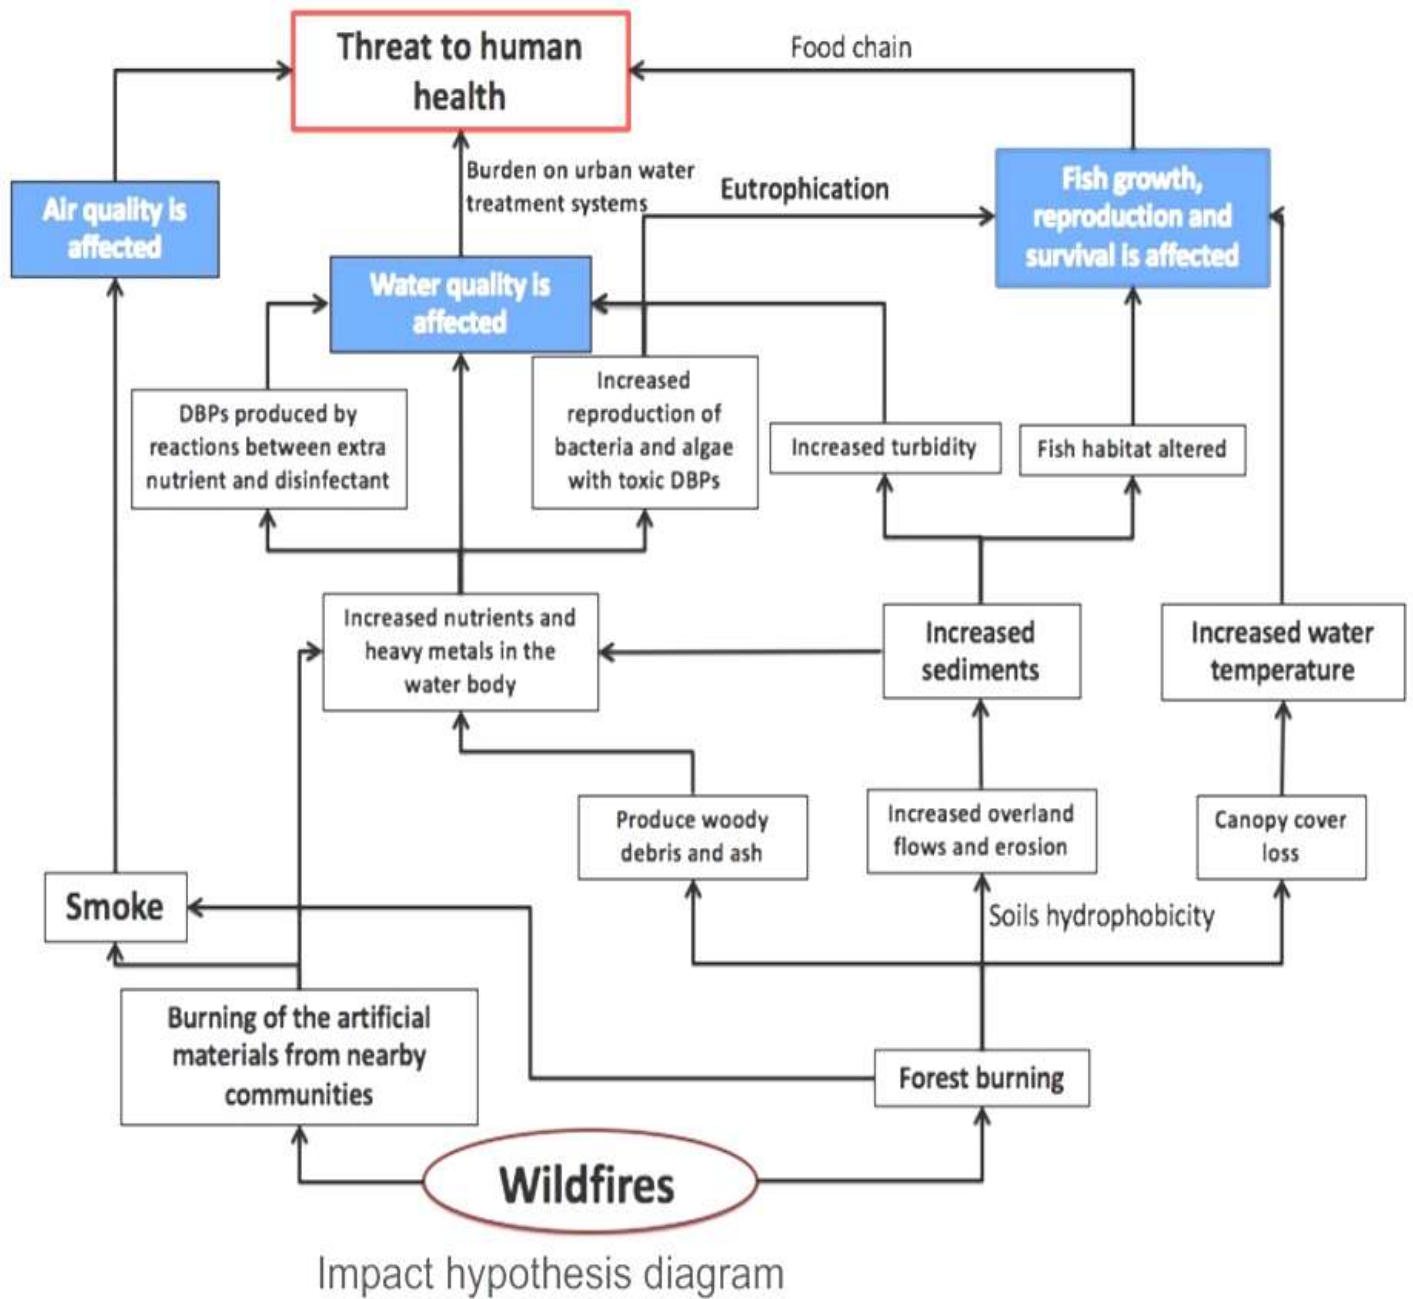 Threat to human
health
Food chain
Burden on urban water
treatment systems
Eutrophication
Fish growth,
reproduction and
survival is affected
Air quality is
affected
Water quality is
affected
DBPs produced by
reactions between extra
nutrient and disinfectant
Increased
reproduction of
bacteria and algae
with toxic DBPs
Increased turbidity
Fish habitat altered
Increased nutrients and
heavy metals in the
water body
Increased
sediments
Increased water
temperature
Produce woody
debris and ash
Increased overland
flows and erosion
Canopy cover
loss
Smoke
Soils hydrophobicity
Burning of the artificial
materials from nearby
communities
Forest burning
Wildfires
Impact hypothesis diagram